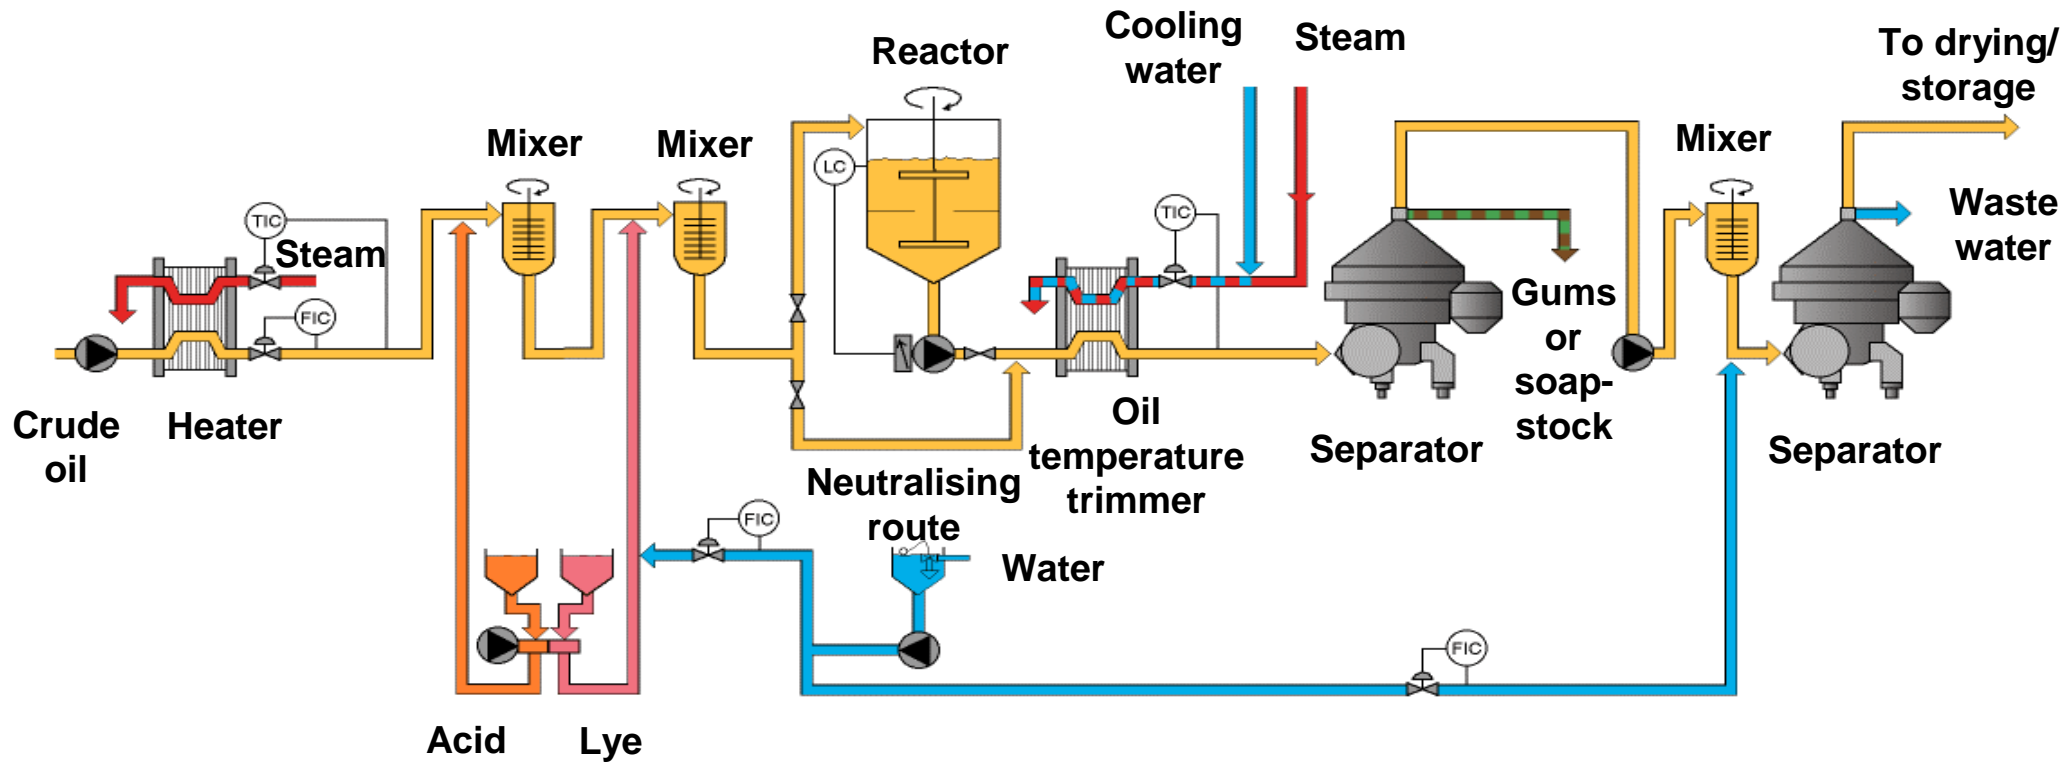 Cooling
water
Steam
To drying/
storage
Reactor
Mixer
Mixer
Mixer
LC
TIC
Steam
TIC
Waste
water
FIC
Gums
or
soap-
stock
Crude
oil
Heater
Oil
temperature
trimmer
Separator
Separator
Neutralising
route
FIC
Water
FIC
Acid
Lye